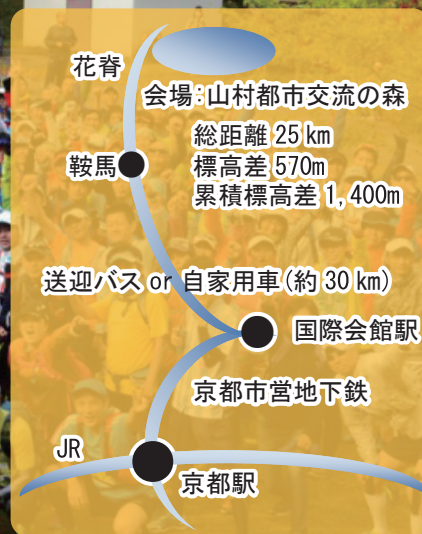 花脊
会場:山村都市交流の森
総距離 25 km
鞍馬
標高差 570m
累積標高差 1,400m
送迎バス or 自家用車(約 30 km)
国際会館駅
京都市営地下鉄
JR
京都駅